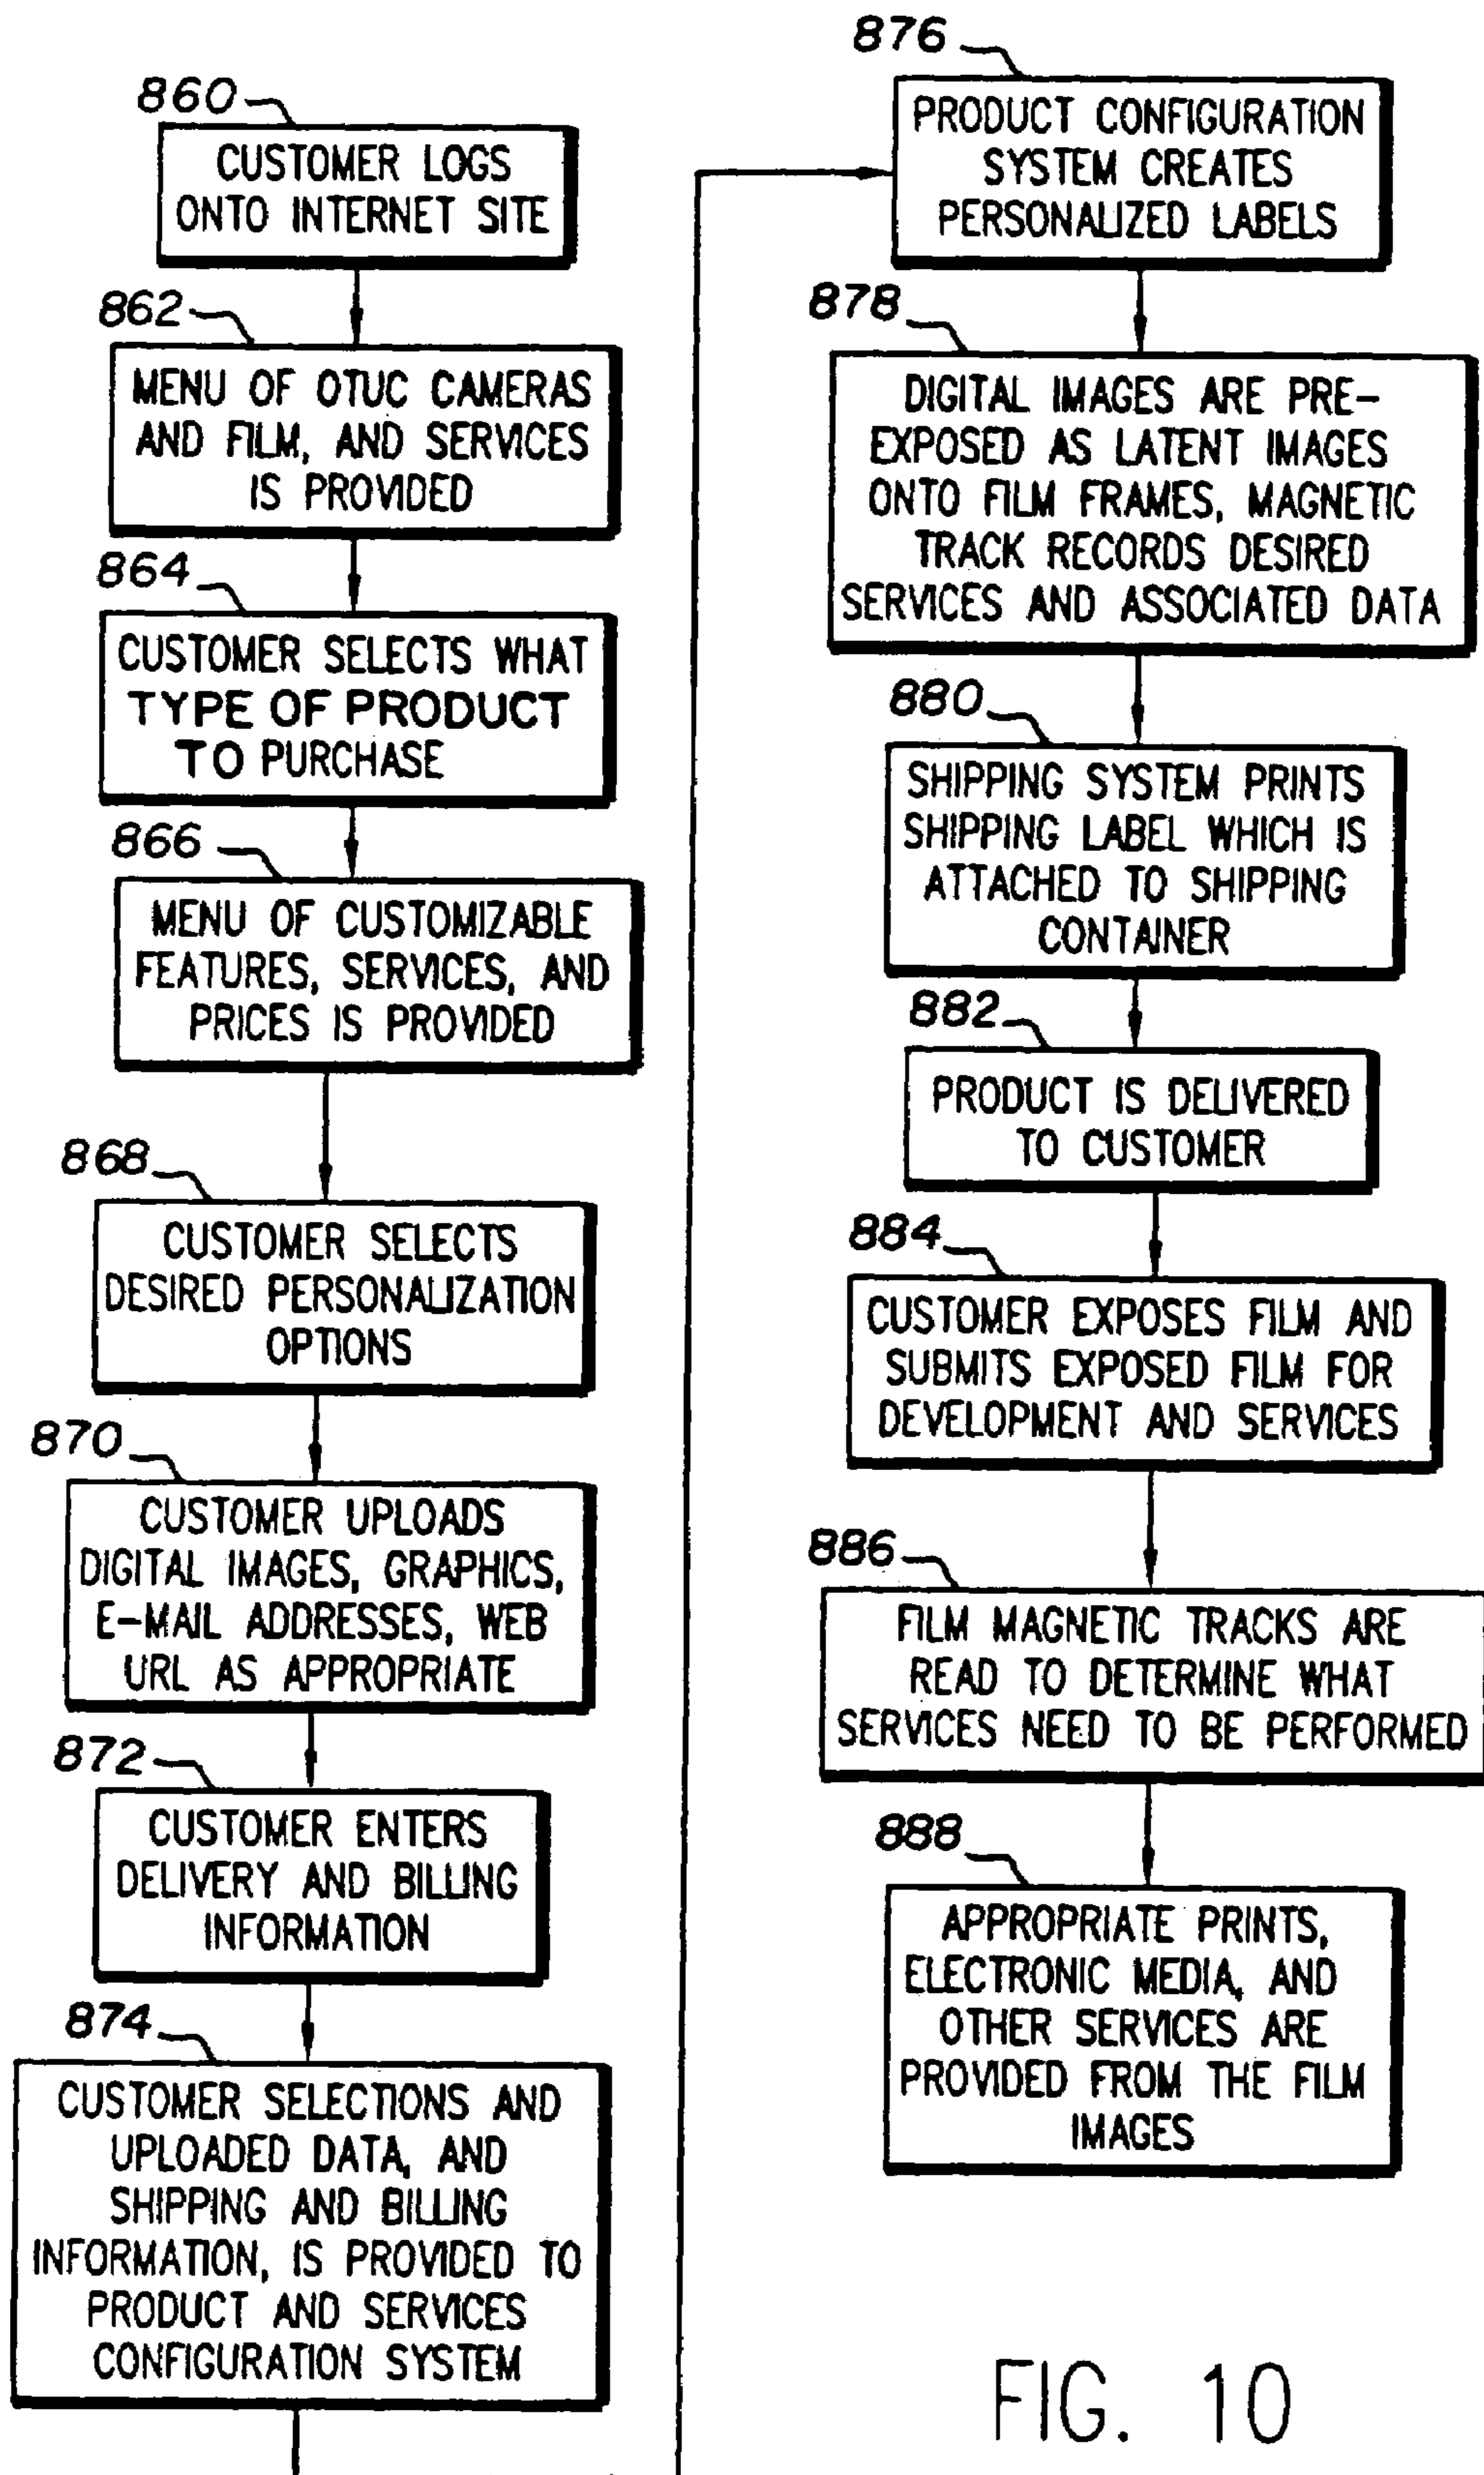 860
CUSTOMER LOGS
ONTO INTERNET SITE
862
MENU OF OTUC CAMERAS
AND FILM, AND SERVICES
IS PROVIDED
864
CUSTOMER SELECTS WHAT
TYPE OF PRODUCT
TO PURCHASE
866
MENU OF CUSTOMIZABLE
FEATURES, SERVICES, AND
PRICES IS PROVIDED
868
CUSTOMER SELECTS
DESIRED PERSONALIZATION
OPTIONS
870
CUSTOMER UPLOADS
DIGITAL IMAGES, GRAPHICS,
E-MAIL ADDRESSES, WEB
URL AS APPROPRIATE
872
CUSTOMER ENTERS
DELIVERY AND BILLING
INFORMATION
874
CUSTOMER SELECTIONS AND
UPLOADED DATA, AND
SHIPPING AND BILLING
INFORMATION, IS PROVIDED TO
PRODUCT AND SERVICES
CONFIGURATION SYSTEM
876
PRODUCT CONFIGURATION
SYSTEM CREATES
PERSONALIZED LABELS
878
DIGITAL IMAGES ARE PRE-
EXPOSED AS LATENT IMAGES
ONTO FILM FRAMES, MAGNETIC
TRACK RECORDS DESIRED
SERVICES AND ASSOCIATED DATA
880
SHIPPING SYSTEM PRINTS
SHIPPING LABEL WHICH IS
ATTACHED TO SHIPPING
CONTAINER
882
PRODUCT IS DELIVERED
TO CUSTOMER
884
CUSTOMER EXPOSES FILM AND
SUBMITS EXPOSED FILM FOR
DEVELOPMENT AND SERVICES
886
FILM MAGNETIC TRACKS ARE
READ TO DETERMINE WHAT
SERVICES NEED TO BE PERFORMED
888
APPROPRIATE PRINTS,
ELECTRONIC MEDIA, AND
OTHER SERVICES ARE
PROVIDED FROM THE FILM
IMAGES
FIG. 10